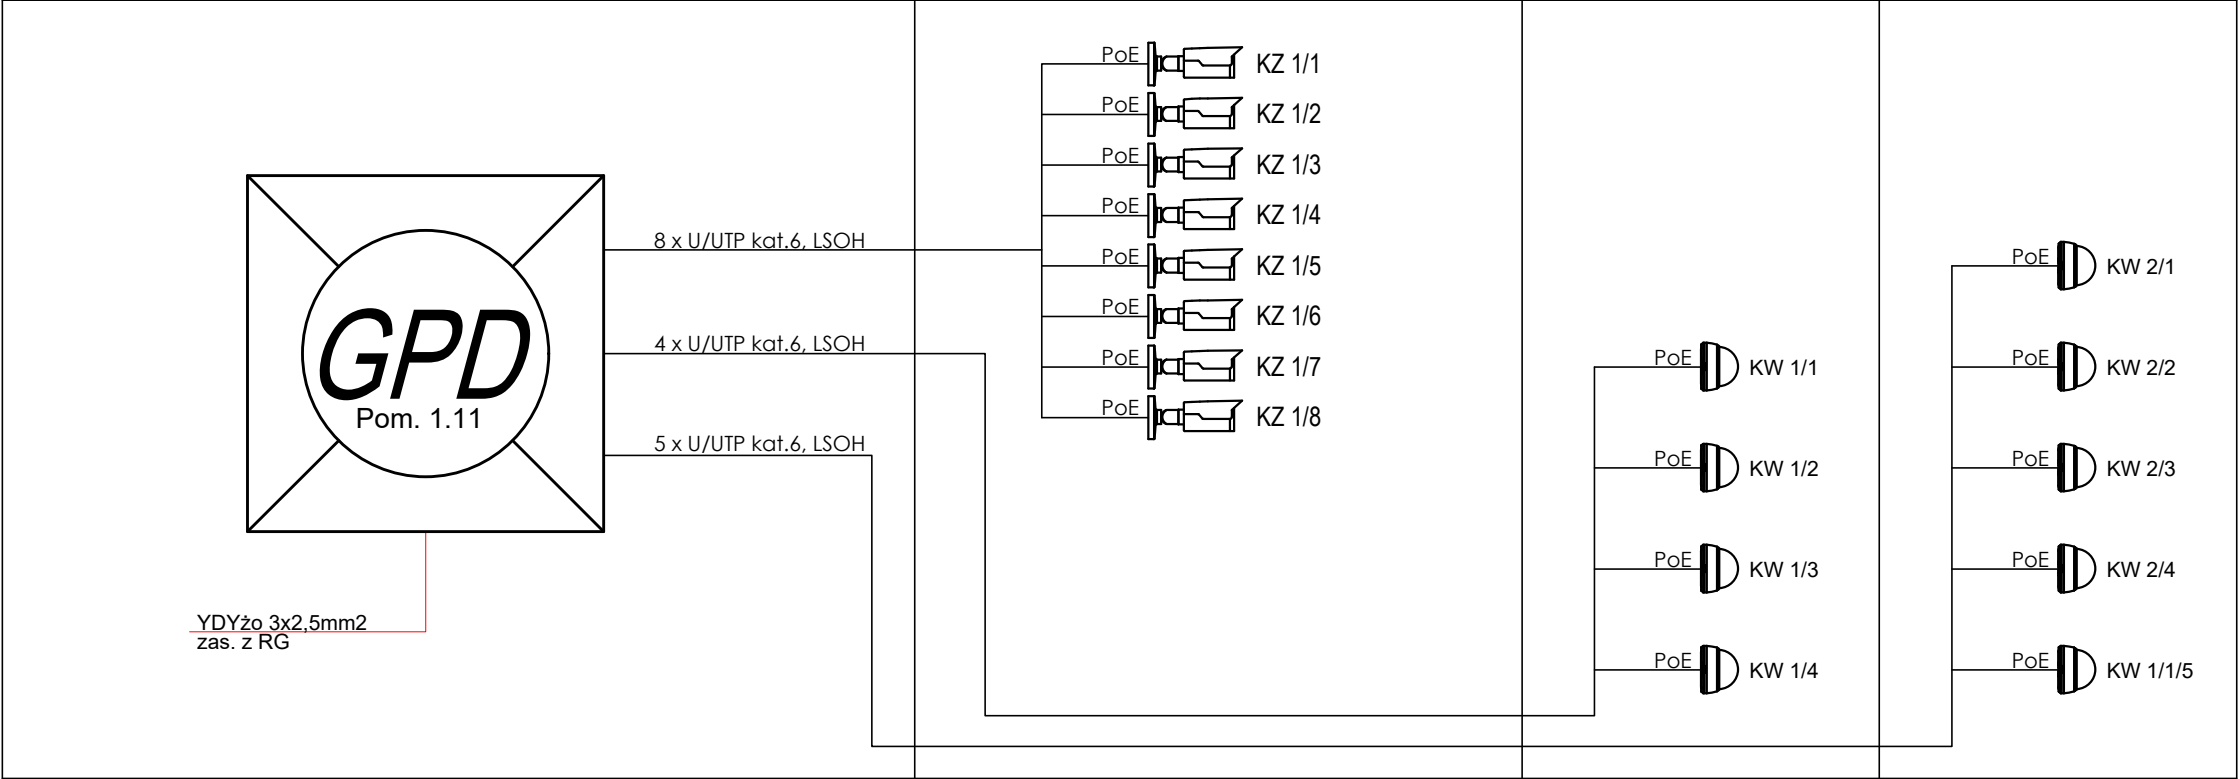 GPD
Pom. 1.11
YDYżo 3x2,5mm2
zas. z RG
8 x U/UTP kat.6, LSOH
4 x U/UTP kat.6, LSOH
5 x U/UTP kat.6, LSOH
PoE KZ 1/1
PoE KZ 1/2
PoE KZ 1/3
PoE KZ 1/4
PoE KZ 1/5
PoE KZ 1/6
PoE KZ 1/7
PoE KZ 1/8
PoE KW 1/1
PoE KW 1/2
PoE KW 1/3
PoE KW 1/4
PoE KW 2/1
PoE KW 2/2
PoE KW 2/3
PoE KW 2/4
PoE KW 1/1/5